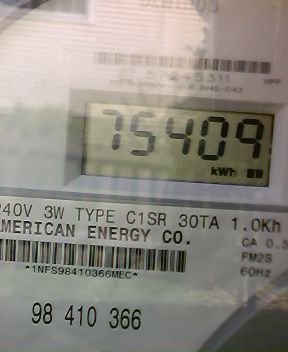 75409
kWh
240V 3W TYPE C1SR 30TA 1.0Kh
AMERICAN ENERGY CO.
CA 0.5
*1NFS98410366MEC*
FM2S
60Hz
98 410 366